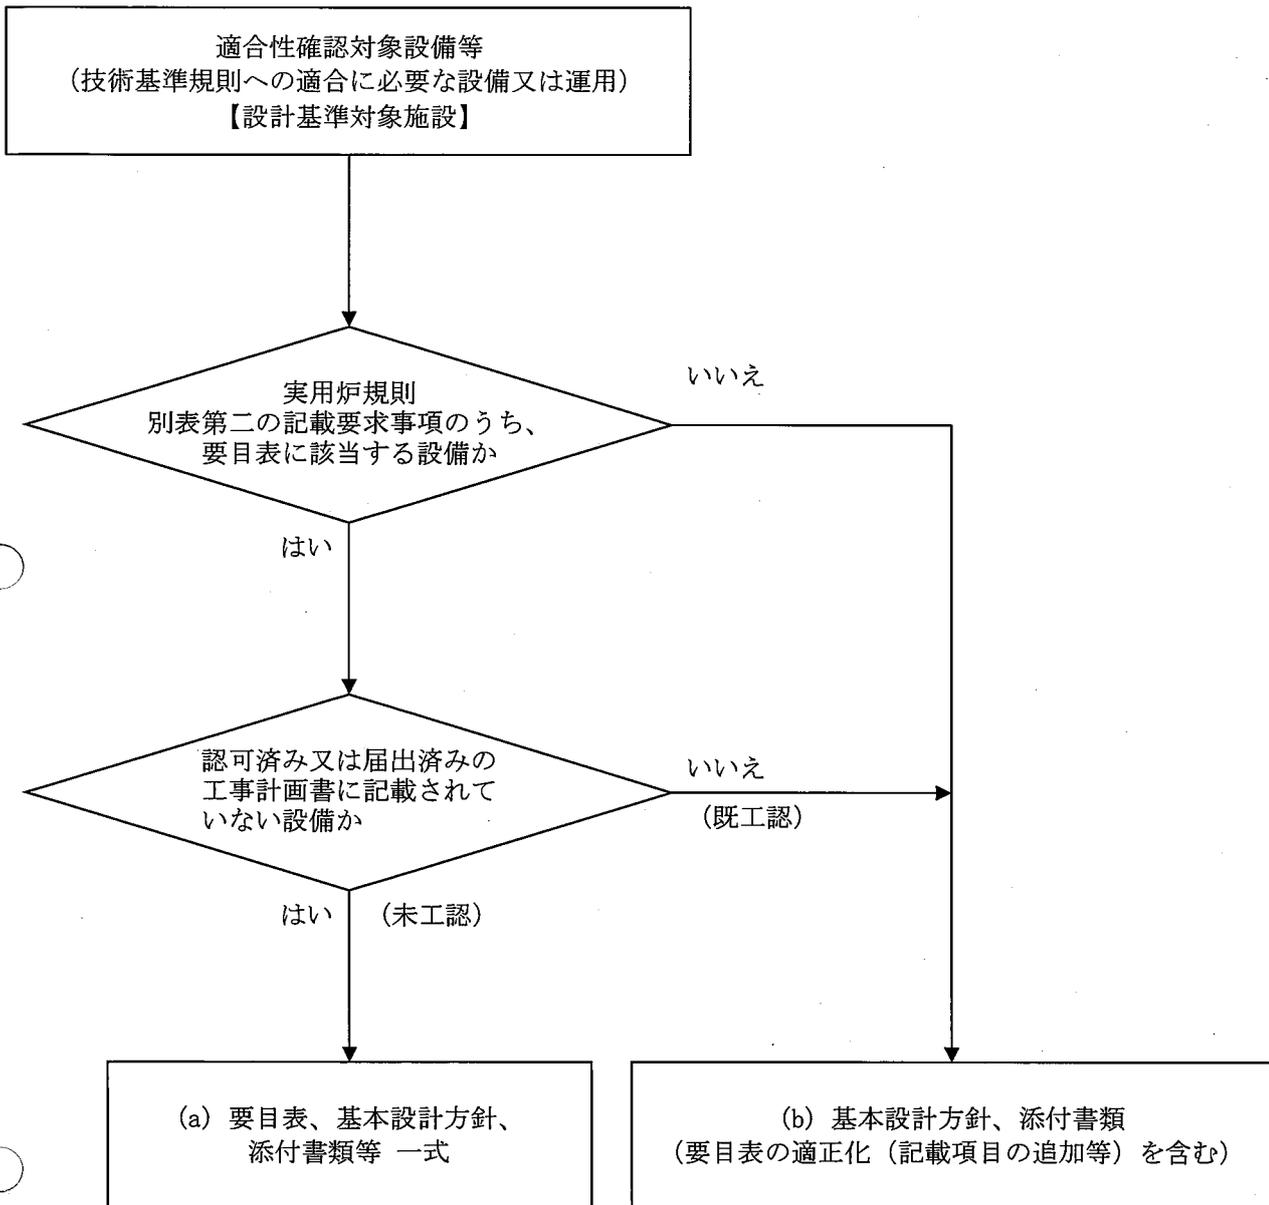 適合性確認対象設備等
(技術基準規則への適合に必要な設備又は運用)
【設計基準対象施設】
実用炉規則
別表第二の記載要求事項のうち、
要目表に該当する設備か
いいえ
はい
認可済み又は届出済みの
工事計画書に記載されて
いない設備か
いいえ
(既工認)
はい (未工認)
(a) 要目表、基本設計方針、
添付書類等 一式
(b) 基本設計方針、添付書類
(要目表の適正化(記載項目の追加等)を含む)